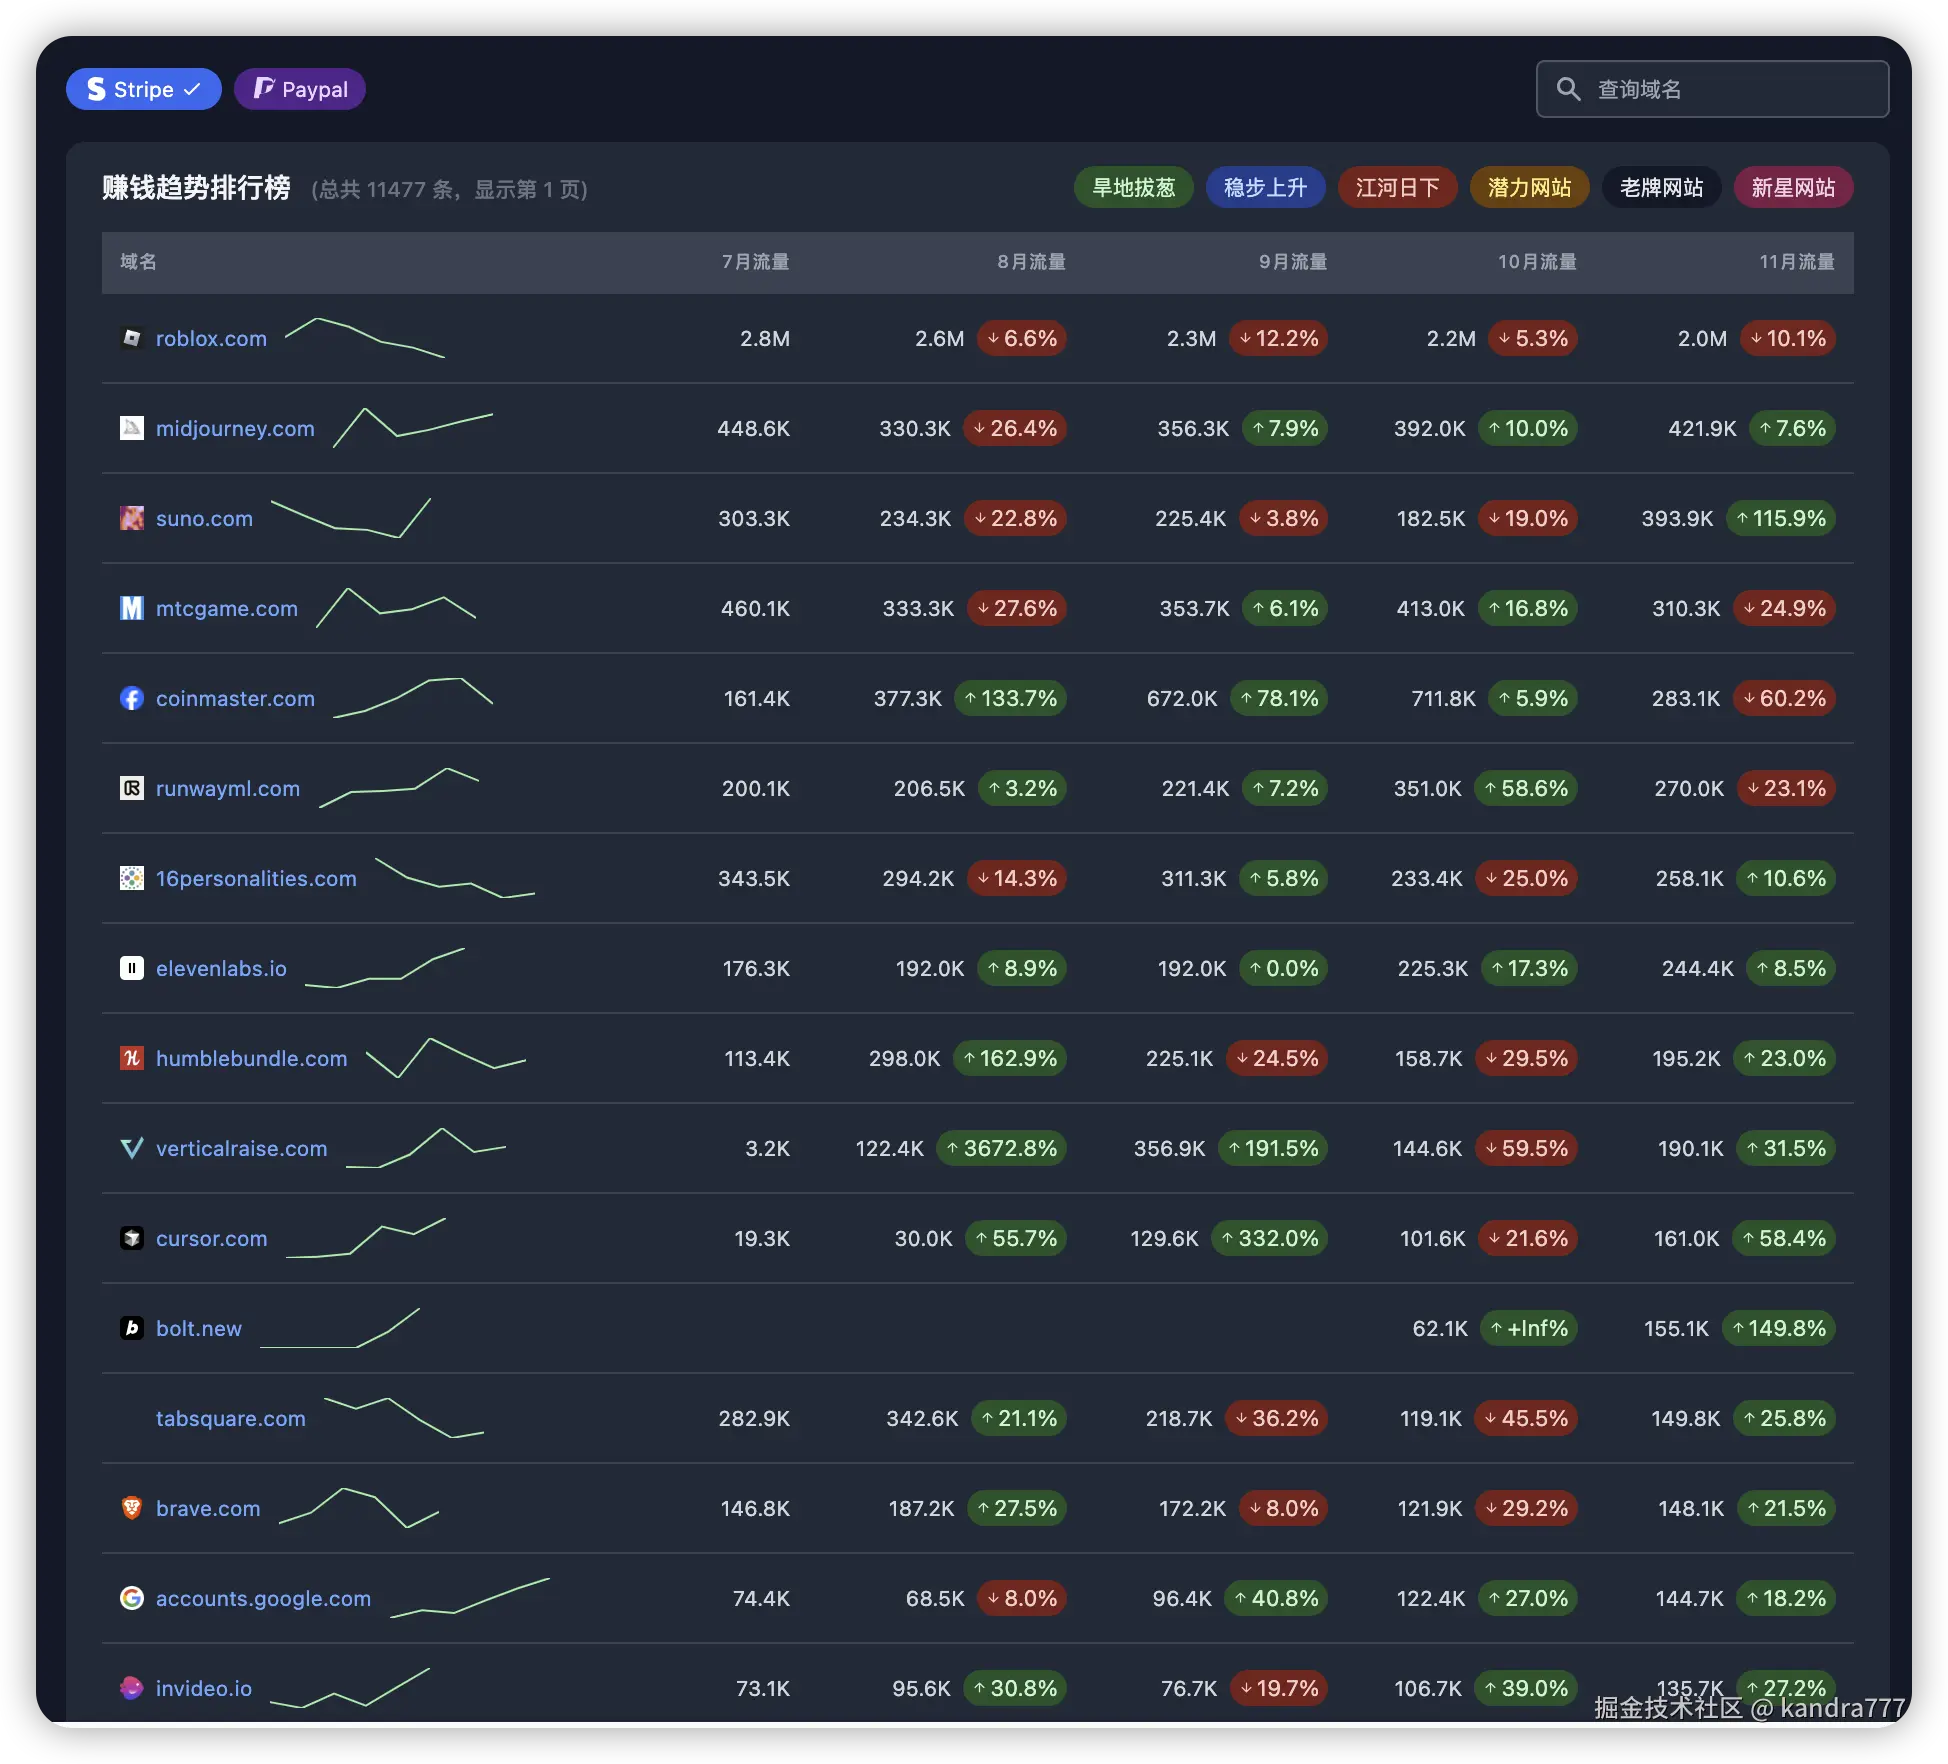 Stripe ✓ Paypal 查询域名
赚钱趋势排行榜 (总共 11477 条，显示第 1 页) 旱地拔葱 稳步上升 江河日下 潜力网站 老牌网站 新星网站
域名 7月流量 8月流量 9月流量 10月流量 11月流量
roblox.com 2.8M 2.6M ↓6.6% 2.3M ↓12.2% 2.2M ↓5.3% 2.0M ↓10.1%
midjourney.com 448.6K 330.3K ↓26.4% 356.3K ↑7.9% 392.0K ↑10.0% 421.9K ↑7.6%
suno.com 303.3K 234.3K ↓22.8% 225.4K ↓3.8% 182.5K ↓19.0% 393.9K ↑115.9%
mtcgame.com 460.1K 333.3K ↓27.6% 353.7K ↑6.1% 413.0K ↑16.8% 310.3K ↓24.9%
coinmaster.com 161.4K 377.3K ↑133.7% 672.0K ↑78.1% 711.8K ↑5.9% 283.1K ↓60.2%
runwayml.com 200.1K 206.5K ↑3.2% 221.4K ↑7.2% 351.0K ↑58.6% 270.0K ↓23.1%
16personalities.com 343.5K 294.2K ↓14.3% 311.3K ↑5.8% 233.4K ↓25.0% 258.1K ↑10.6%
elevenlabs.io 176.3K 192.0K ↑8.9% 192.0K ↑0.0% 225.3K ↑17.3% 244.4K ↑8.5%
humblebundle.com 113.4K 298.0K ↑162.9% 225.1K ↓24.5% 158.7K ↓29.5% 195.2K ↑23.0%
verticalraise.com 3.2K 122.4K ↑3672.8% 356.9K ↑191.5% 144.6K ↓59.5% 190.1K ↑31.5%
cursor.com 19.3K 30.0K ↑55.7% 129.6K ↑332.0% 101.6K ↓21.6% 161.0K ↑58.4%
bolt.new 62.1K ↑+Inf% 155.1K ↑149.8%
tabsquare.com 282.9K 342.6K ↑21.1% 218.7K ↓36.2% 119.1K ↓45.5% 149.8K ↑25.8%
brave.com 146.8K 187.2K ↑27.5% 172.2K ↓8.0% 121.9K ↓29.2% 148.1K ↑21.5%
accounts.google.com 74.4K 68.5K ↓8.0% 96.4K ↑40.8% 122.4K ↑27.0% 144.7K ↑18.2%
invideo.io 73.1K 95.6K ↑30.8% 76.7K ↓19.7% 106.7K ↑39.0% 135.7K ↑27.2%
掘金技术社区 @ kandra777